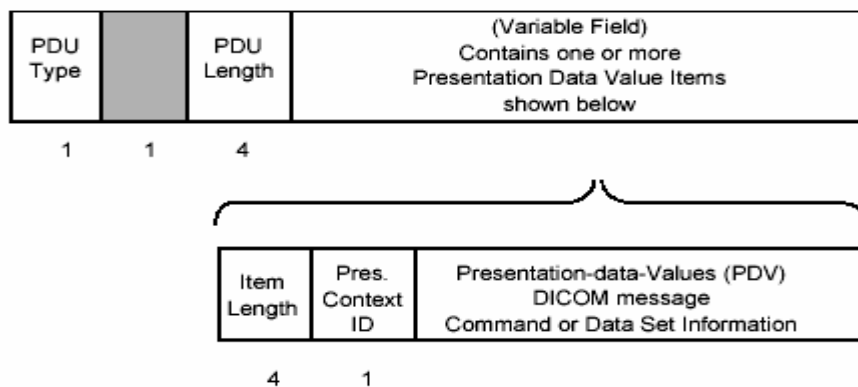 PDU
Type
PDU
Length
(Variable Field)
Contains one or more
Presentation Data Value Items
shown below
1
1
4
Item
Length
Pres.
Context
ID
Presentation-data-Values (PDV)
DICOM message
Command or Data Set Information
4
1